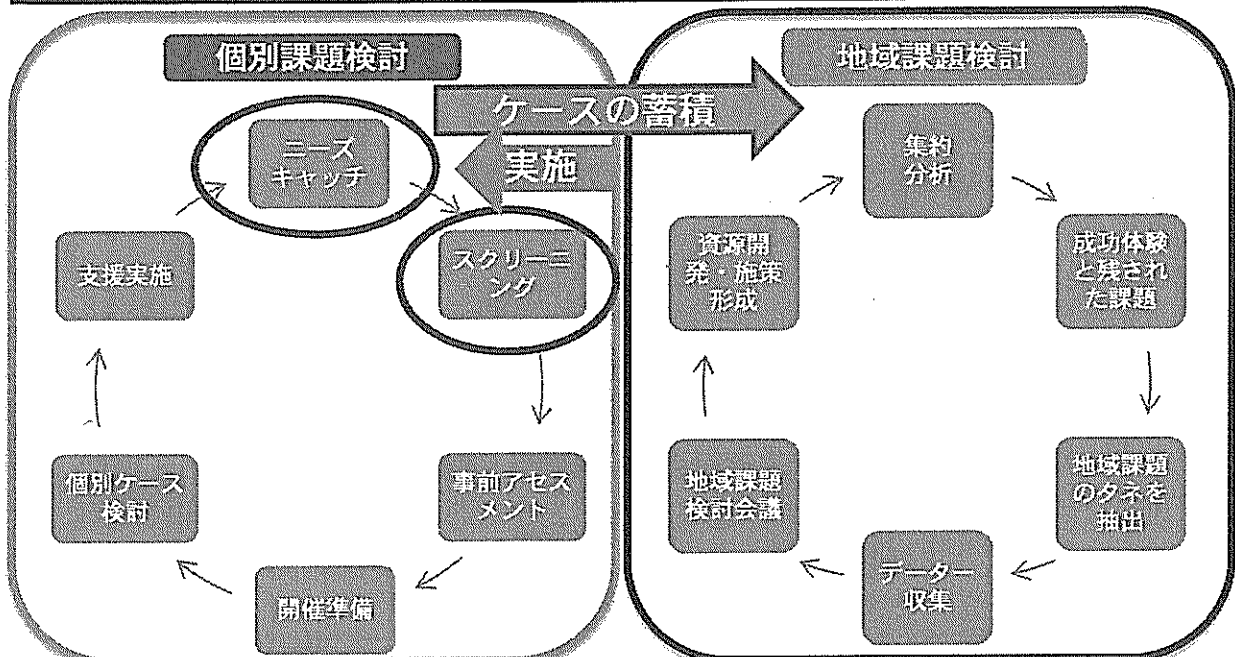 個別課題検討
ケースの蓄積
実施
ニーズ
キャッチ
スクリーニ
ング
事前アセス
メント
開催準備
個別ケース
検討
支援実施
地域課題検討
集約
分析
成功体験
と残され
た課題
地域課題
のタネを
抽出
データー
収集
地域課題
検討会議
資源開
発・施策
形成